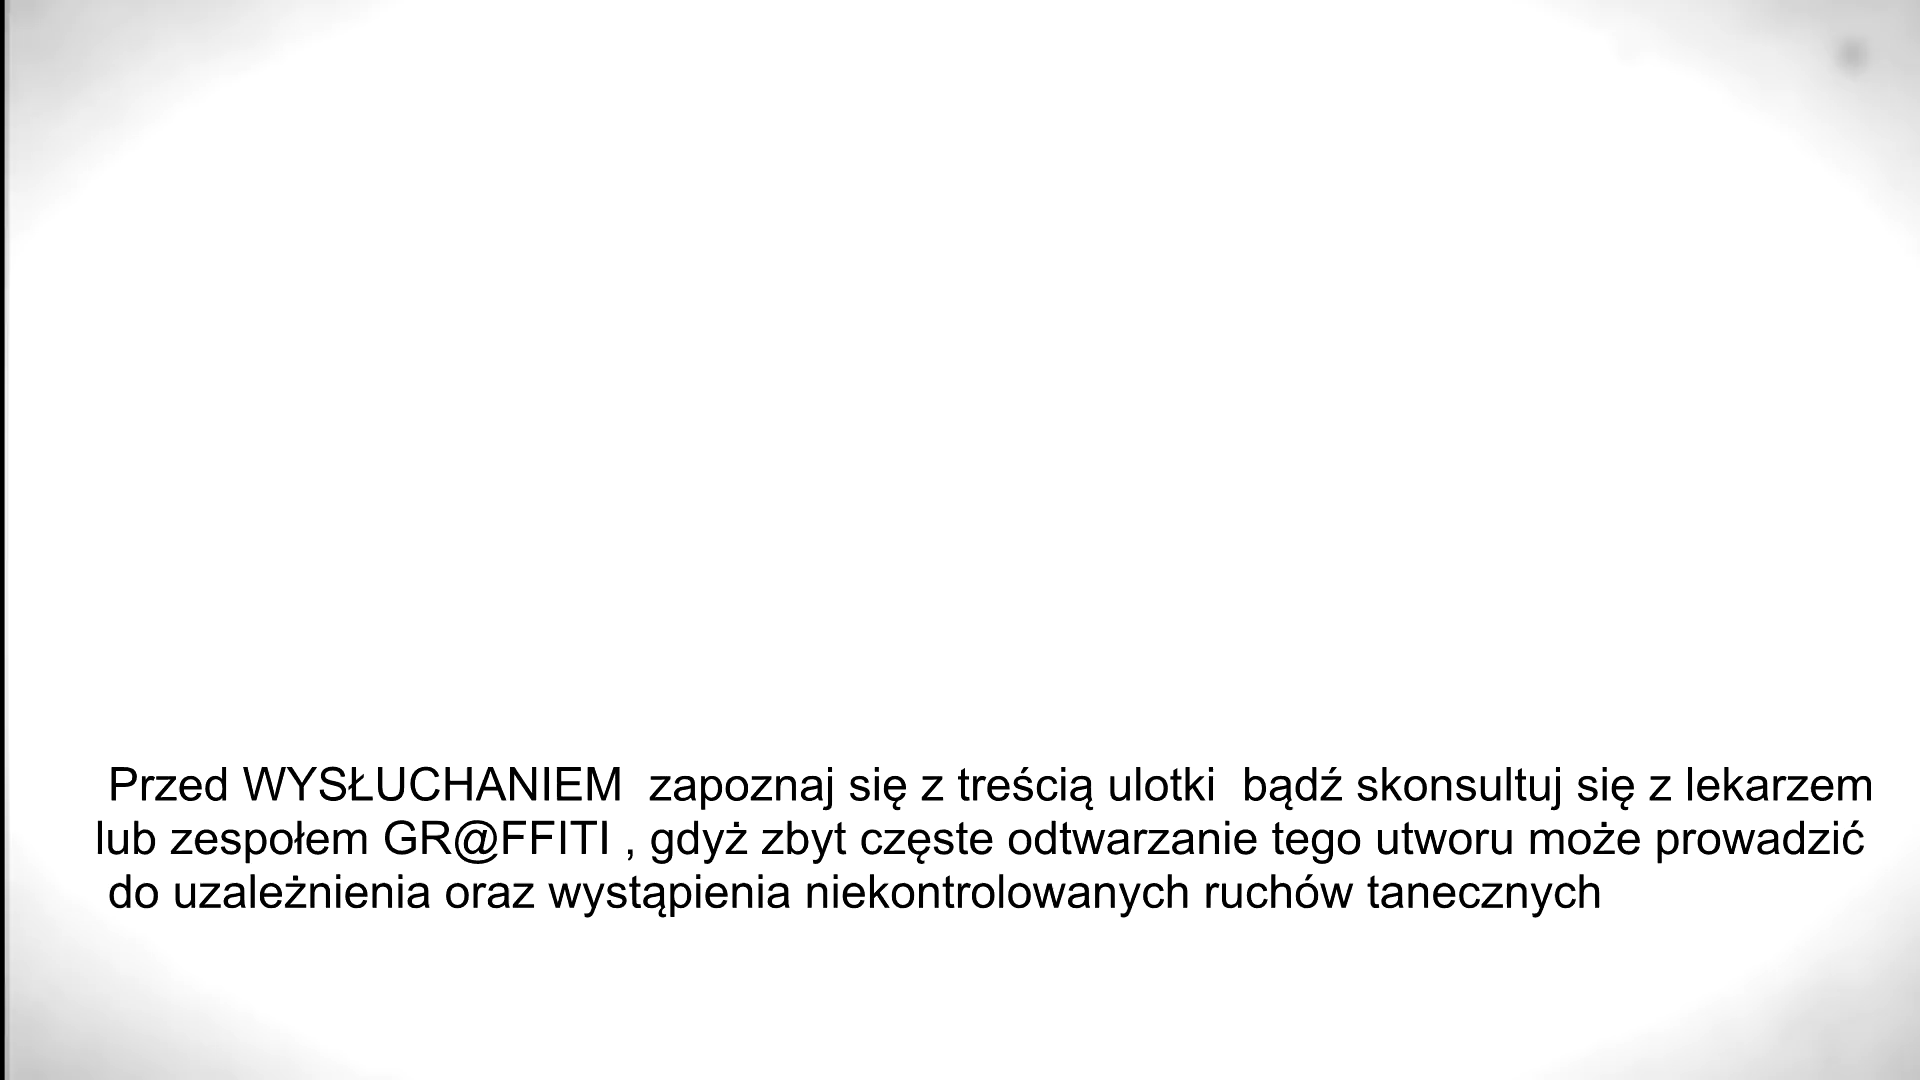 Przed WYSŁUCHANIEM  zapoznaj się z treścią ulotki  bądź skonsultuj się z lekarzem
lub zespołem GR@FFITI , gdyż zbyt częste odtwarzanie tego utworu może prowadzić
do uzależnienia oraz wystąpienia niekontrolowanych ruchów tanecznych